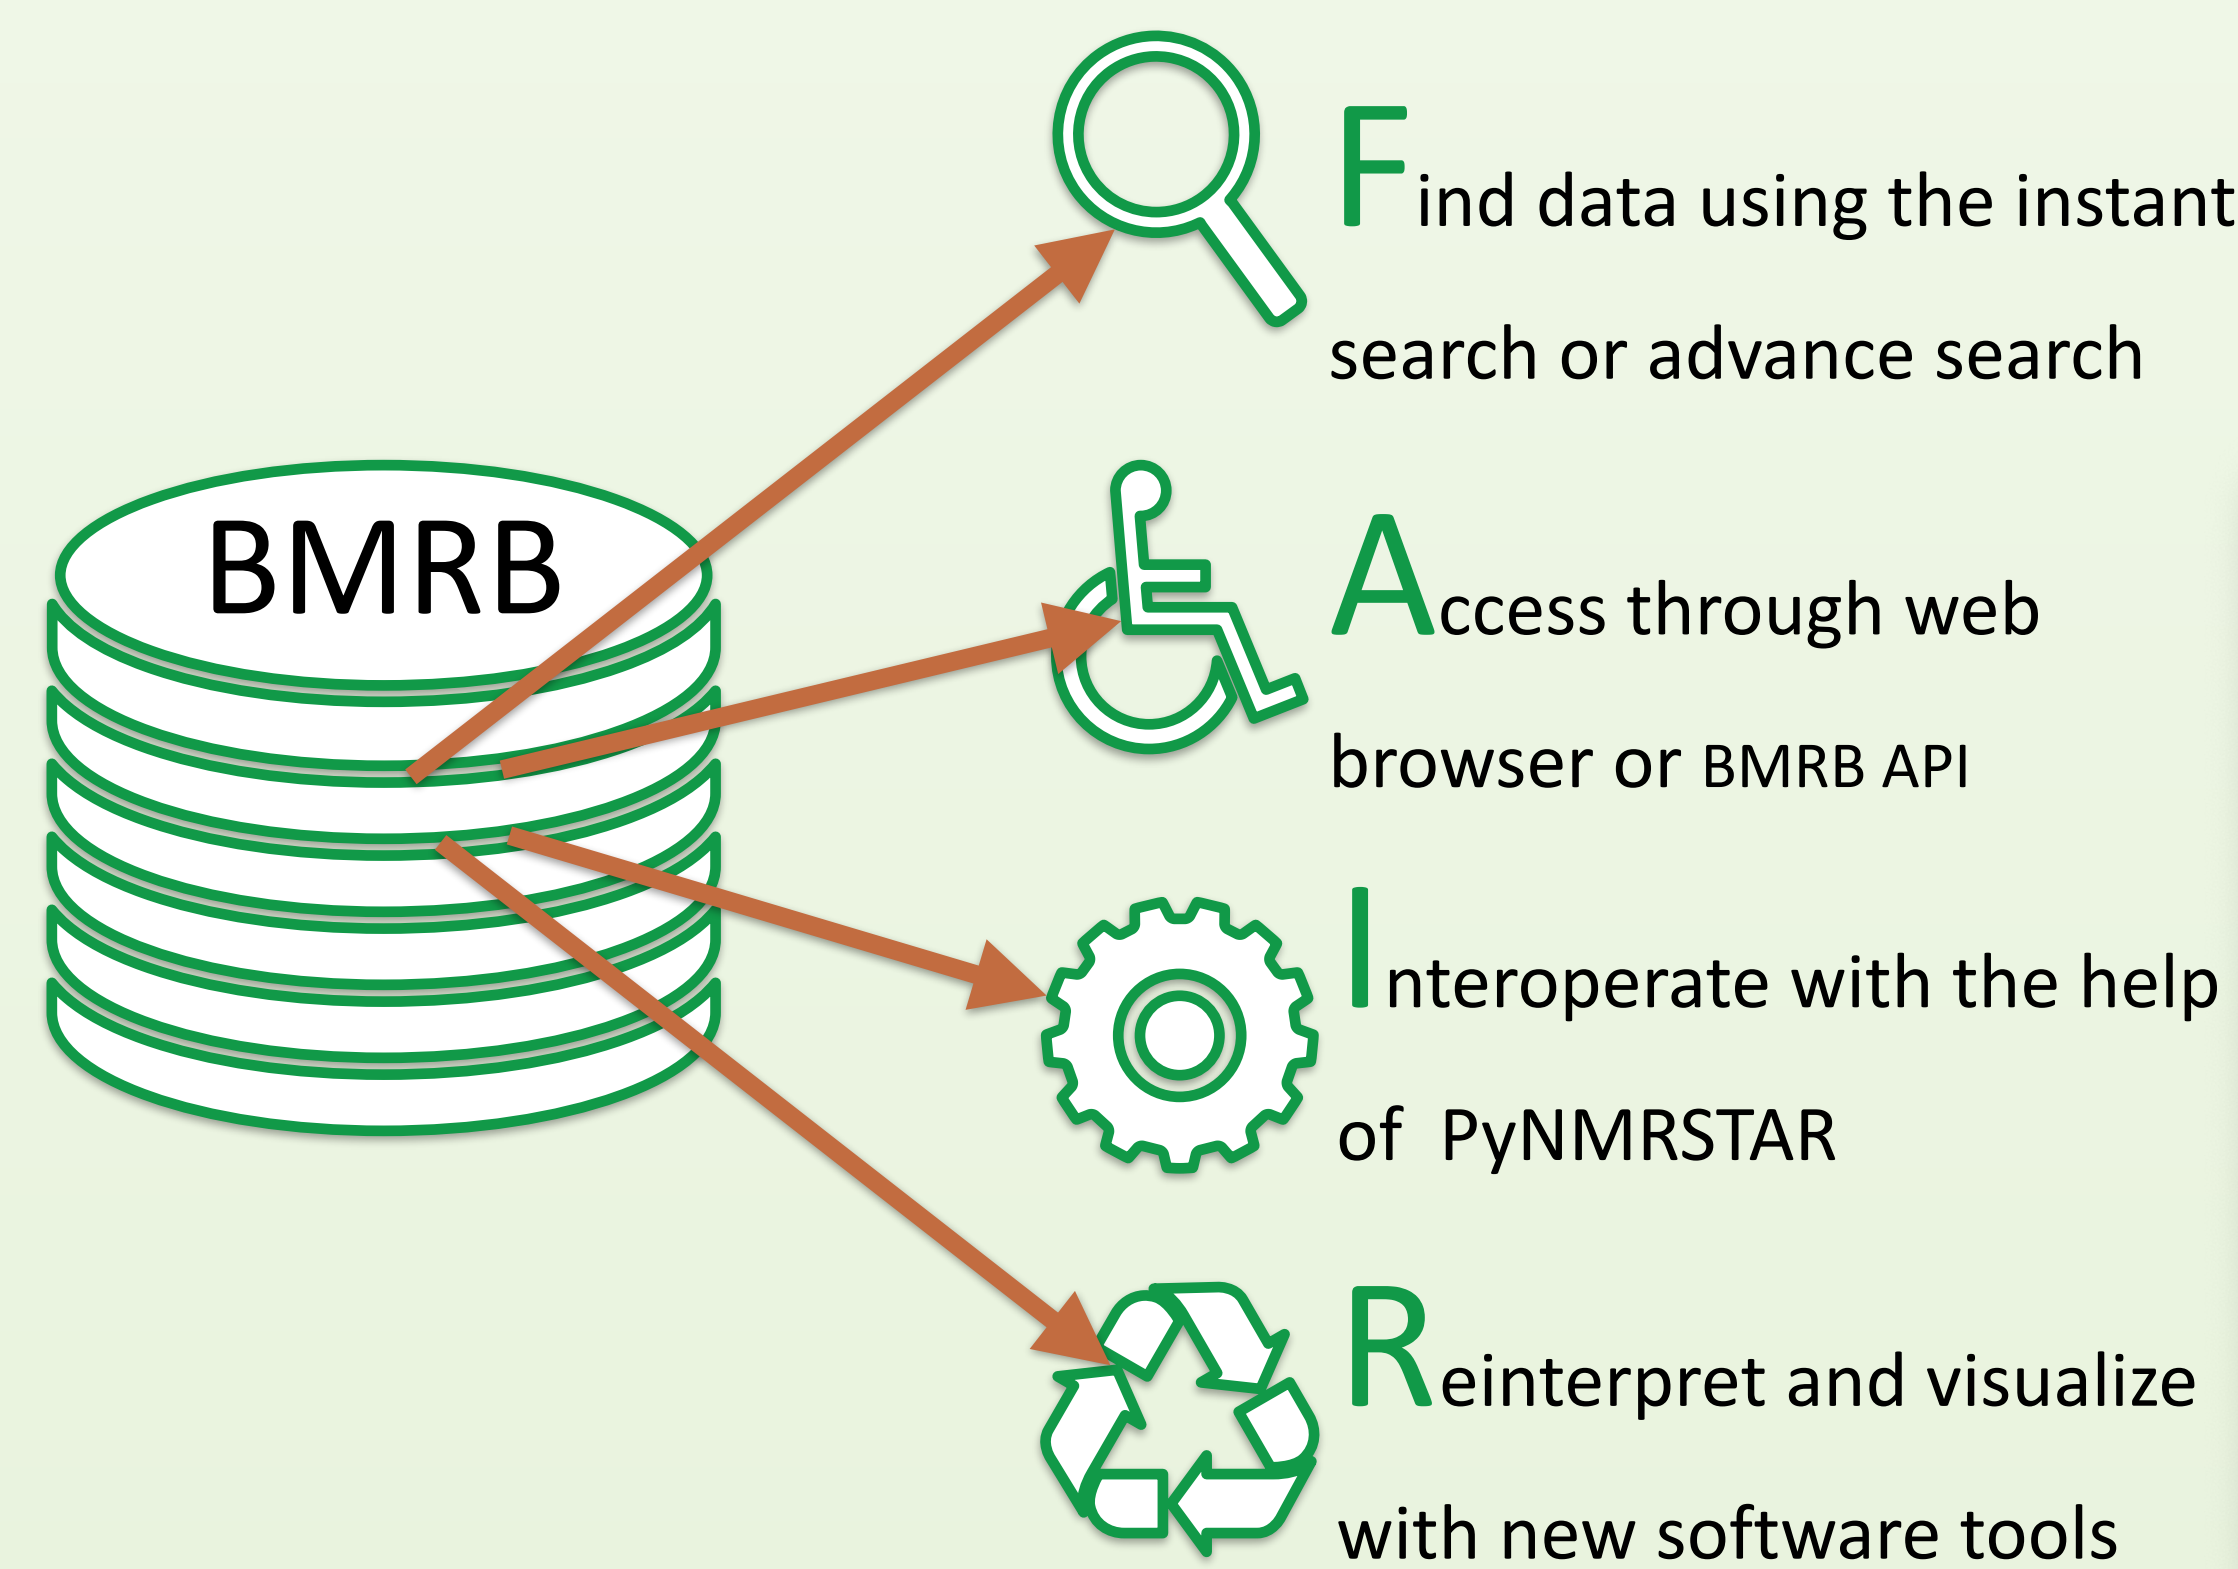 Find data using the instant
search or advance search
BMRB
Access through web
browser or BMRB API
Interoperate with the help
of PyNMRSTAR
Reinterpret and visualize
with new software tools